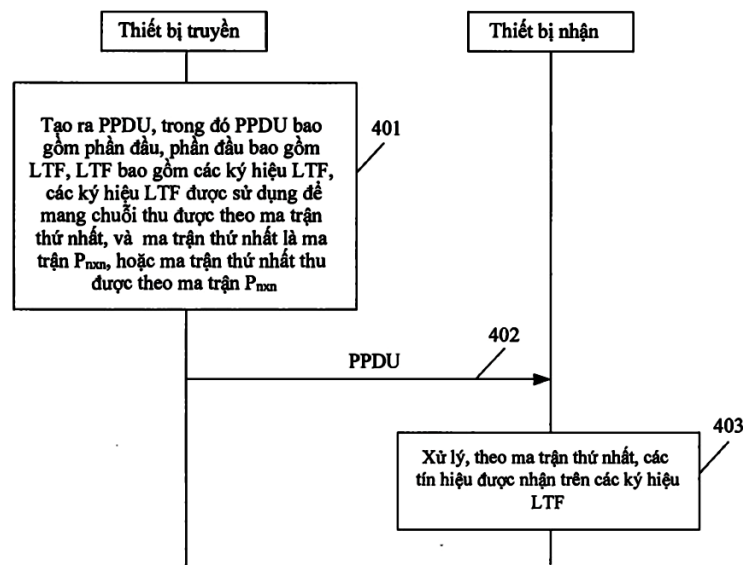 Thiết bị truyền
Thiết bị nhận
Tạo ra PPDU, trong đó PPDU bao
gồm phần đầu, phần đầu bao gồm
LTF, LTF bao gồm các ký hiệu LTF,
các ký hiệu LTF được sử dụng để
mang chuỗi thu được theo ma trận
thứ nhất, và ma trận thứ nhất là ma
trận Pnxn, hoặc ma trận thứ nhất thu
được theo ma trận Pnxn
401
PPDU
402
403
Xử lý, theo ma trận thứ nhất, các
tín hiệu được nhận trên các ký hiệu
LTF